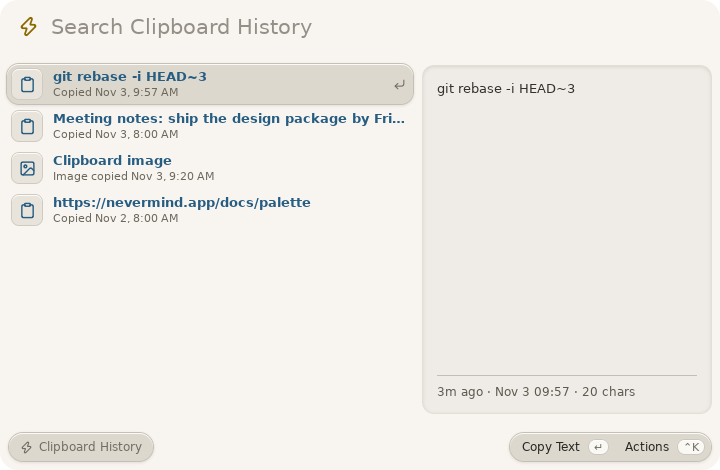 Search Clipboard History
git rebase -i HEAD~3
Copied Nov 3, 9:57 AM
Meeting notes: ship the design package by Fri...
Copied Nov 3, 8:00 AM
Clipboard image
Image copied Nov 3, 9:20 AM
https://nevermind.app/docs/palette
Copied Nov 2, 8:00 AM
git rebase -i HEAD~3
3m ago · Nov 3 09:57 · 20 chars
Clipboard History
Copy Text ↵ Actions ^K